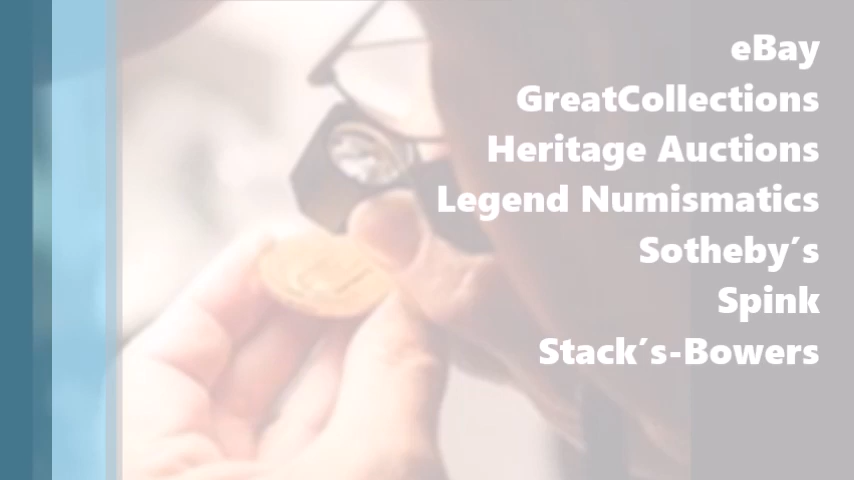 eBay
GreatCollections
Heritage Auctions
Legend Numismatics
Sotheby’s
Spink
Stack’s-Bowers